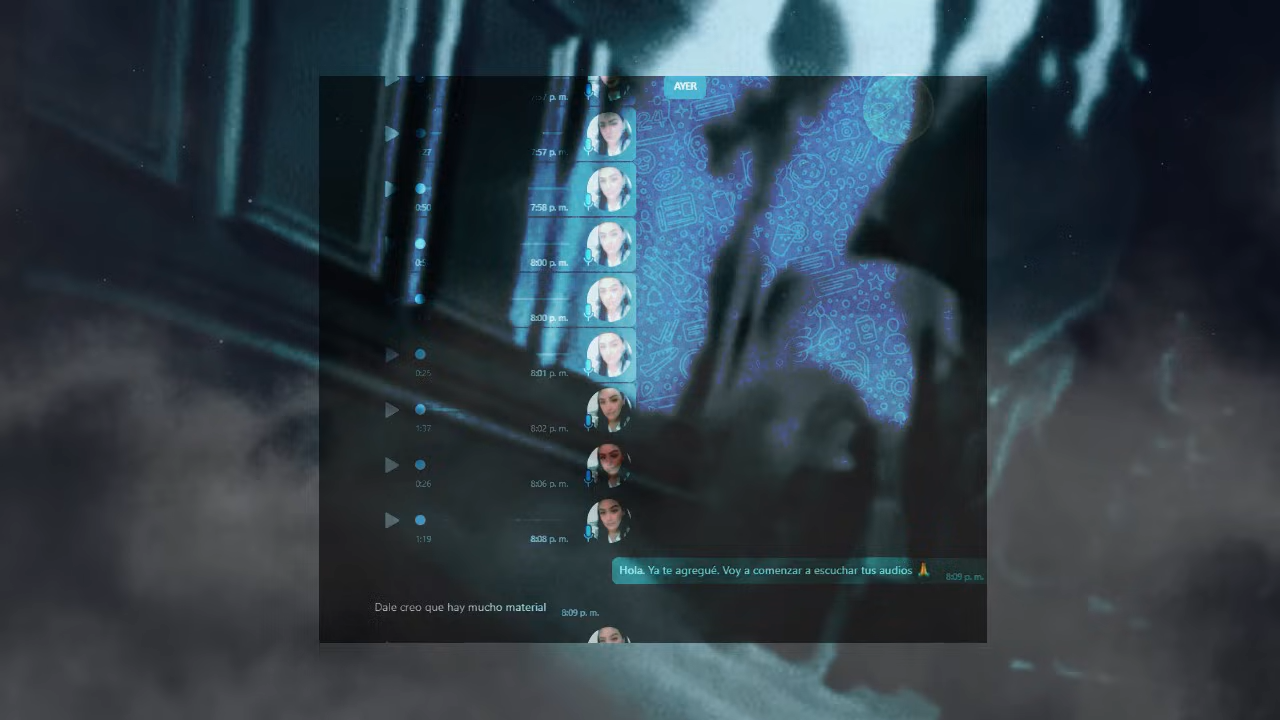 AYER
7:57 p. m.
7:58 p. m.
0:50
8:00 p. m.
8:00 p. m.
0:25
8:01 p. m.
1:37
8:02 p. m.
0:26
8:06 p. m.
1:19
8:08 p. m.
Hola. Ya te agregué. Voy a comenzar a escuchar tus audios 🙏 8:09 p. m.
Dale creo que hay mucho material 8:09 p. m.